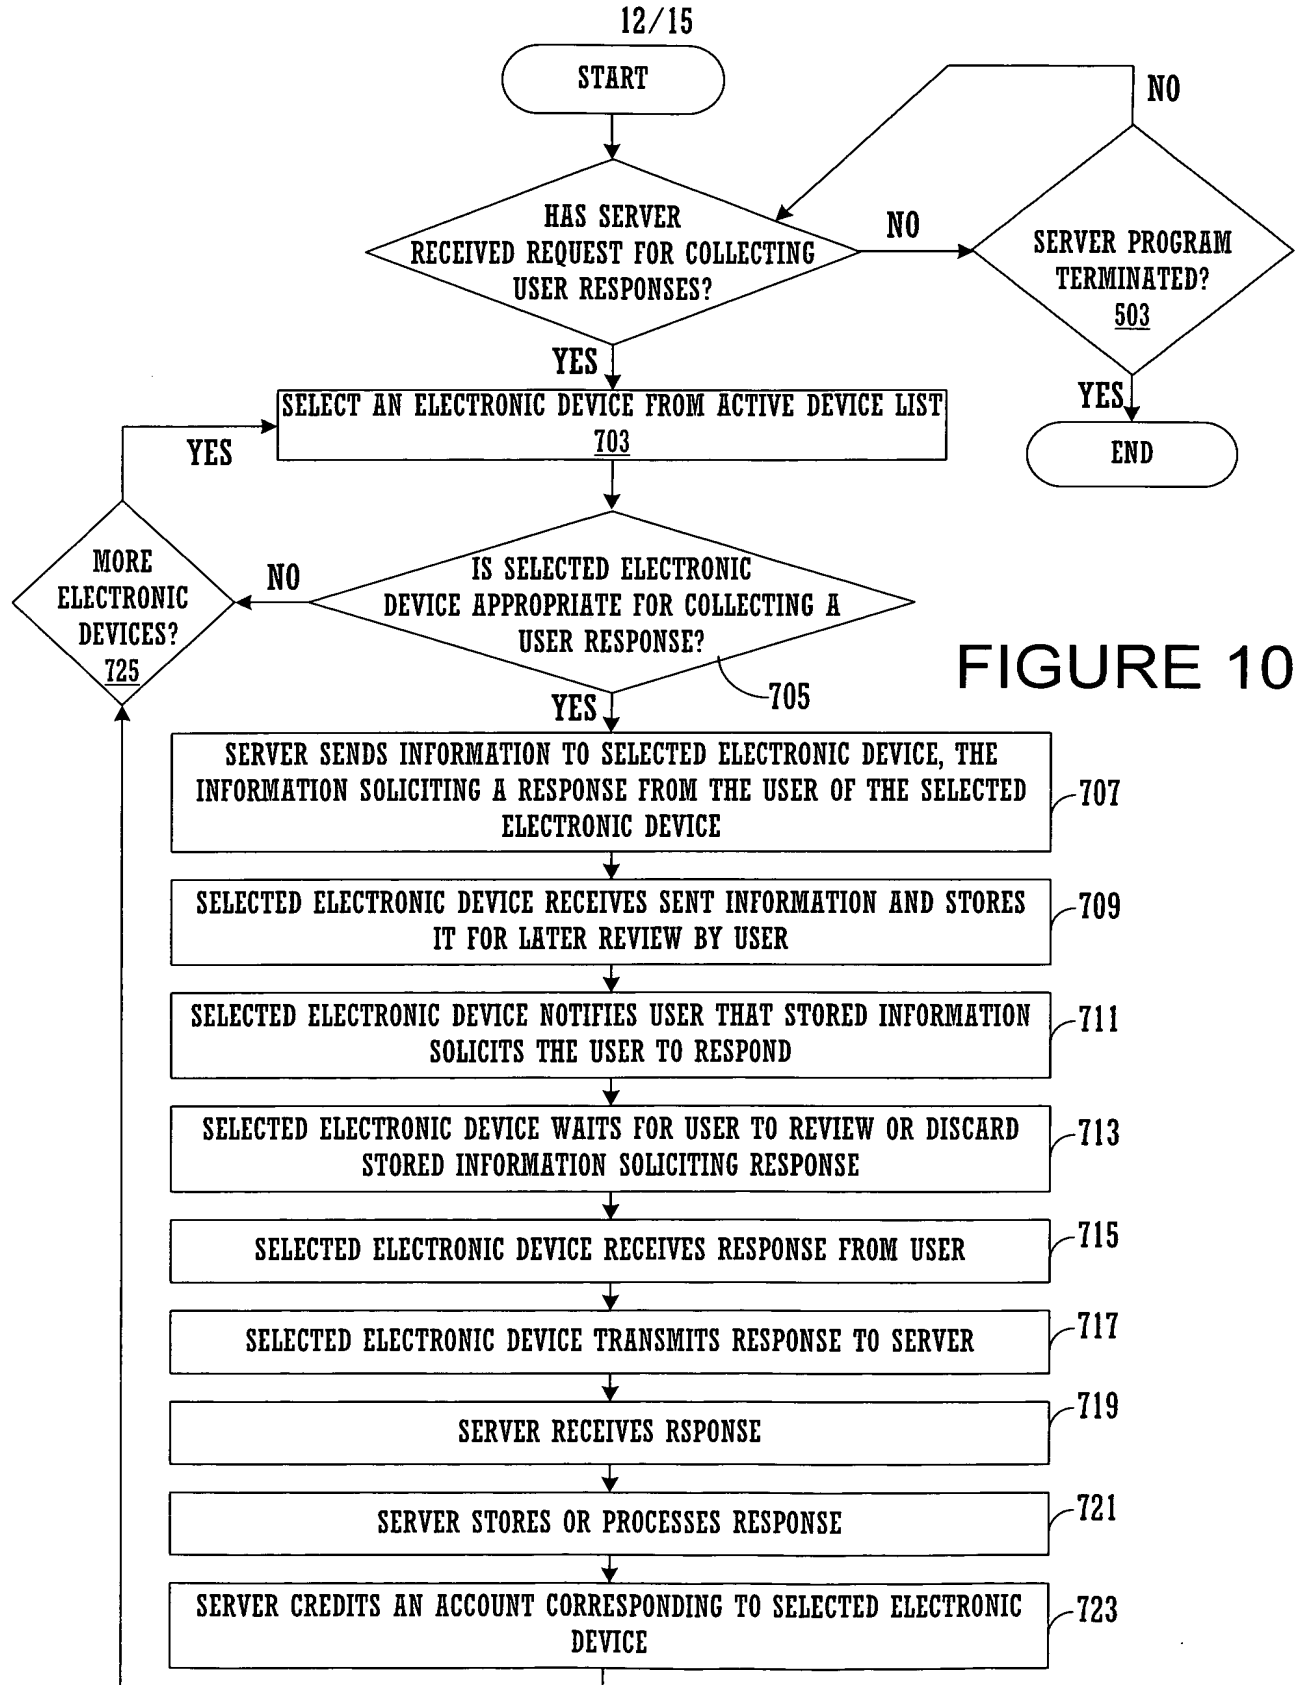 12/15
START
NO
HAS SERVER
RECEIVED REQUEST FOR COLLECTING
USER RESPONSES?
NO
SERVER PROGRAM
TERMINATED?
503
YES
YES
END
SELECT AN ELECTRONIC DEVICE FROM ACTIVE DEVICE LIST
703
YES
MORE
ELECTRONIC
DEVICES?
725
NO
IS SELECTED ELECTRONIC
DEVICE APPROPRIATE FOR COLLECTING A
USER RESPONSE?
705
FIGURE 10
YES
SERVER SENDS INFORMATION TO SELECTED ELECTRONIC DEVICE, THE
INFORMATION SOLICITING A RESPONSE FROM THE USER OF THE SELECTED
ELECTRONIC DEVICE
707
SELECTED ELECTRONIC DEVICE RECEIVES SENT INFORMATION AND STORES
IT FOR LATER REVIEW BY USER
709
SELECTED ELECTRONIC DEVICE NOTIFIES USER THAT STORED INFORMATION
SOLICITS THE USER TO RESPOND
711
SELECTED ELECTRONIC DEVICE WAITS FOR USER TO REVIEW OR DISCARD
STORED INFORMATION SOLICITING RESPONSE
713
SELECTED ELECTRONIC DEVICE RECEIVES RESPONSE FROM USER
715
SELECTED ELECTRONIC DEVICE TRANSMITS RESPONSE TO SERVER
717
SERVER RECEIVES RSPONSE
719
SERVER STORES OR PROCESSES RESPONSE
721
SERVER CREDITS AN ACCOUNT CORRESPONDING TO SELECTED ELECTRONIC
DEVICE
723